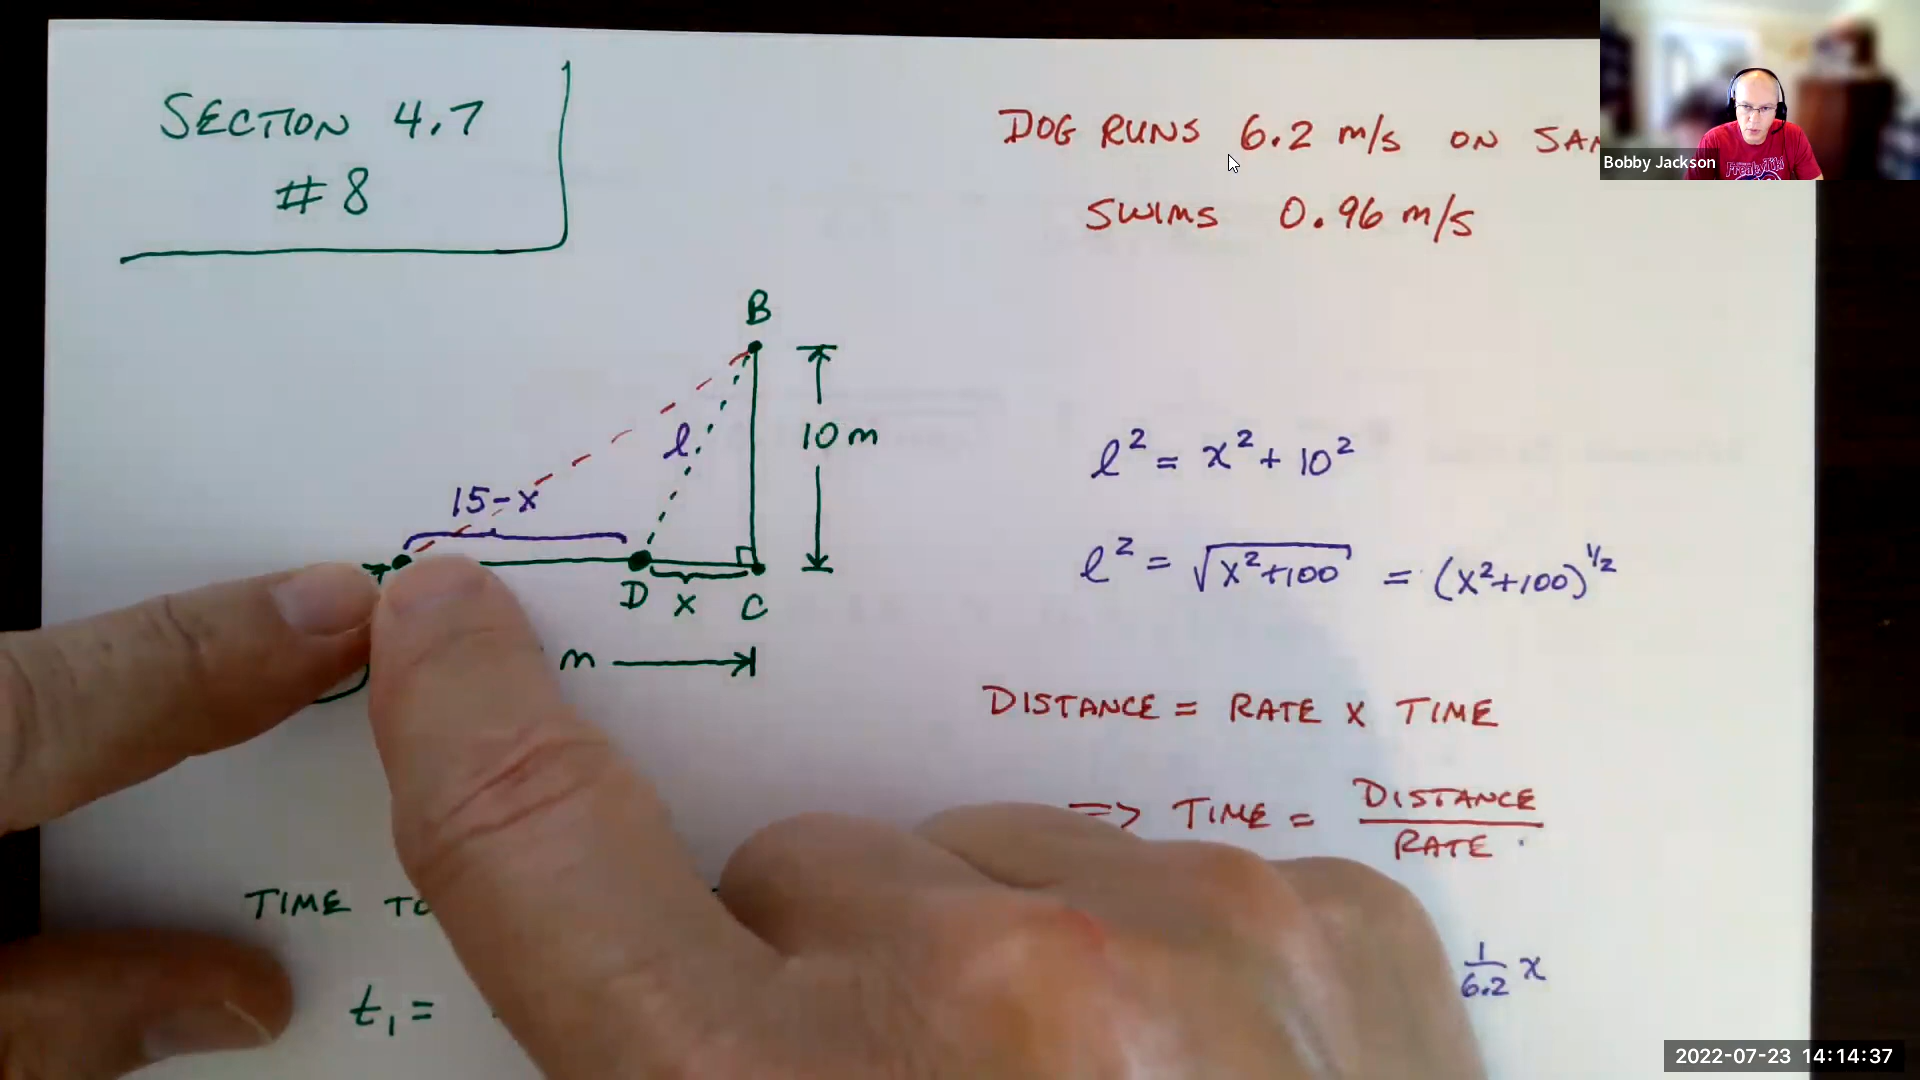 SECTION 4.7
# 8
DOG RUNS 6.2 m/s ON
SWIMS 0.96 m/s
Bobby Jackson
B
l
10 m
15-x
D x C
m
l² = x² + 10²
l² = √(x²+100) = (x²+100)^1/2
DISTANCE = RATE x TIME
=> TIME = DISTANCE
RATE
TIME
t₁ =
1/6.2 x
2022-07-23 14:14:37